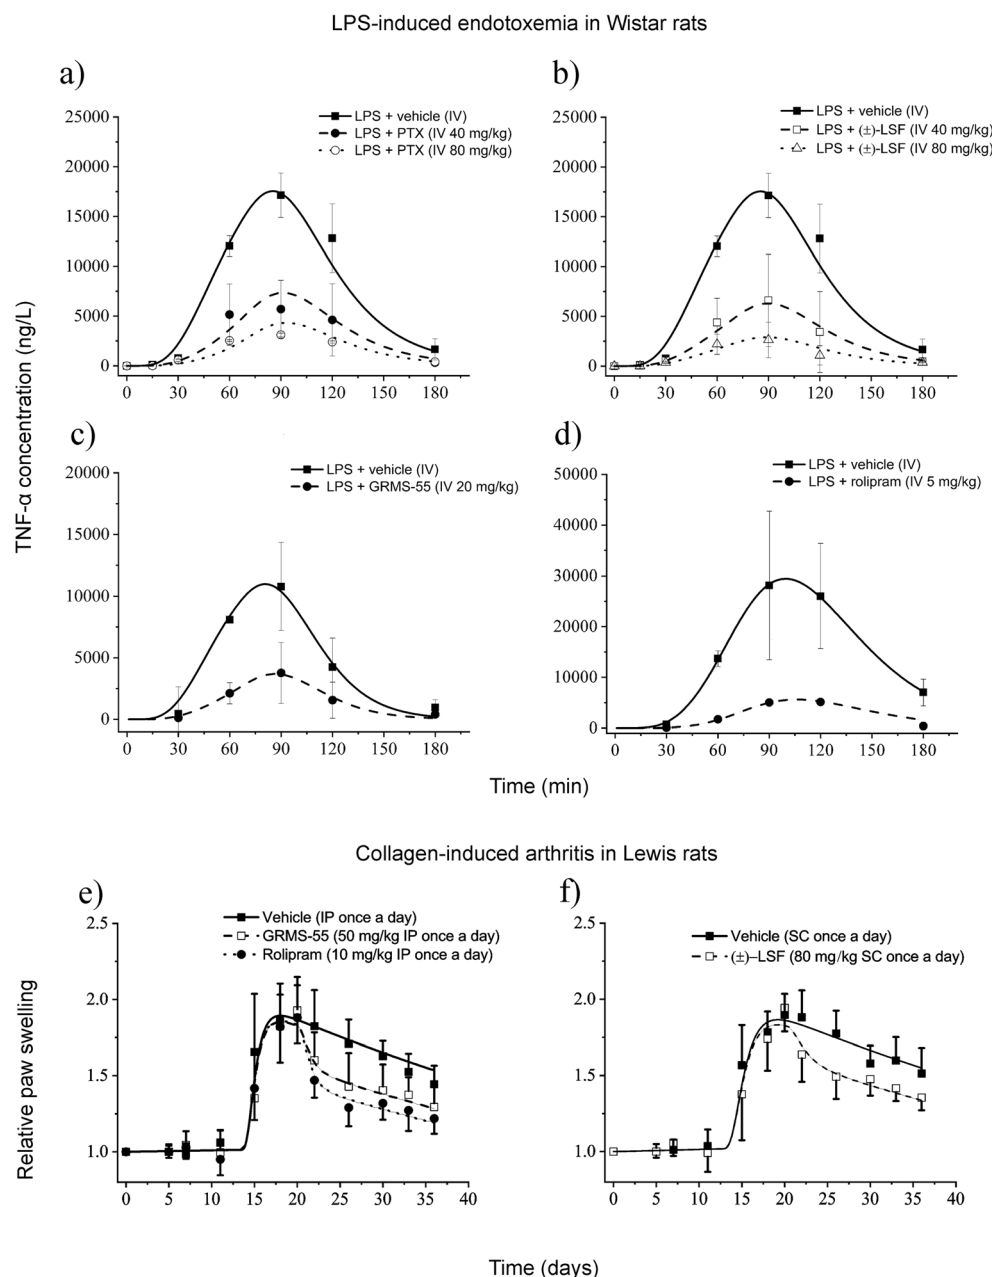 LPS-induced endotoxemia in Wistar rats
a)
LPS + vehicle (IV)
LPS + PTX (IV 40 mg/kg)
LPS + PTX (IV 80 mg/kg)
25000
20000
15000
10000
5000
0
0 30 60 90 120 150 180
b)
LPS + vehicle (IV)
LPS + (±)-LSF (IV 40 mg/kg)
LPS + (±)-LSF (IV 80 mg/kg)
25000
20000
15000
10000
5000
0
0 30 60 90 120 150 180
TNF-α concentration (ng/L)
c)
LPS + vehicle (IV)
LPS + GRMS-55 (IV 20 mg/kg)
20000
15000
10000
5000
0
0 30 60 90 120 150 180
d)
LPS + vehicle (IV)
LPS + rolipram (IV 5 mg/kg)
50000
40000
30000
20000
10000
0
0 30 60 90 120 150 180
Time (min)
Collagen-induced arthritis in Lewis rats
e)
Vehicle (IP once a day)
GRMS-55 (50 mg/kg IP once a day)
Rolipram (10 mg/kg IP once a day)
2.5
2.0
1.5
1.0
0 5 10 15 20 25 30 35 40
f)
Vehicle (SC once a day)
(±)–LSF (80 mg/kg SC once a day)
2.5
2.0
1.5
1.0
0 5 10 15 20 25 30 35 40
Relative paw swelling
Time (days)